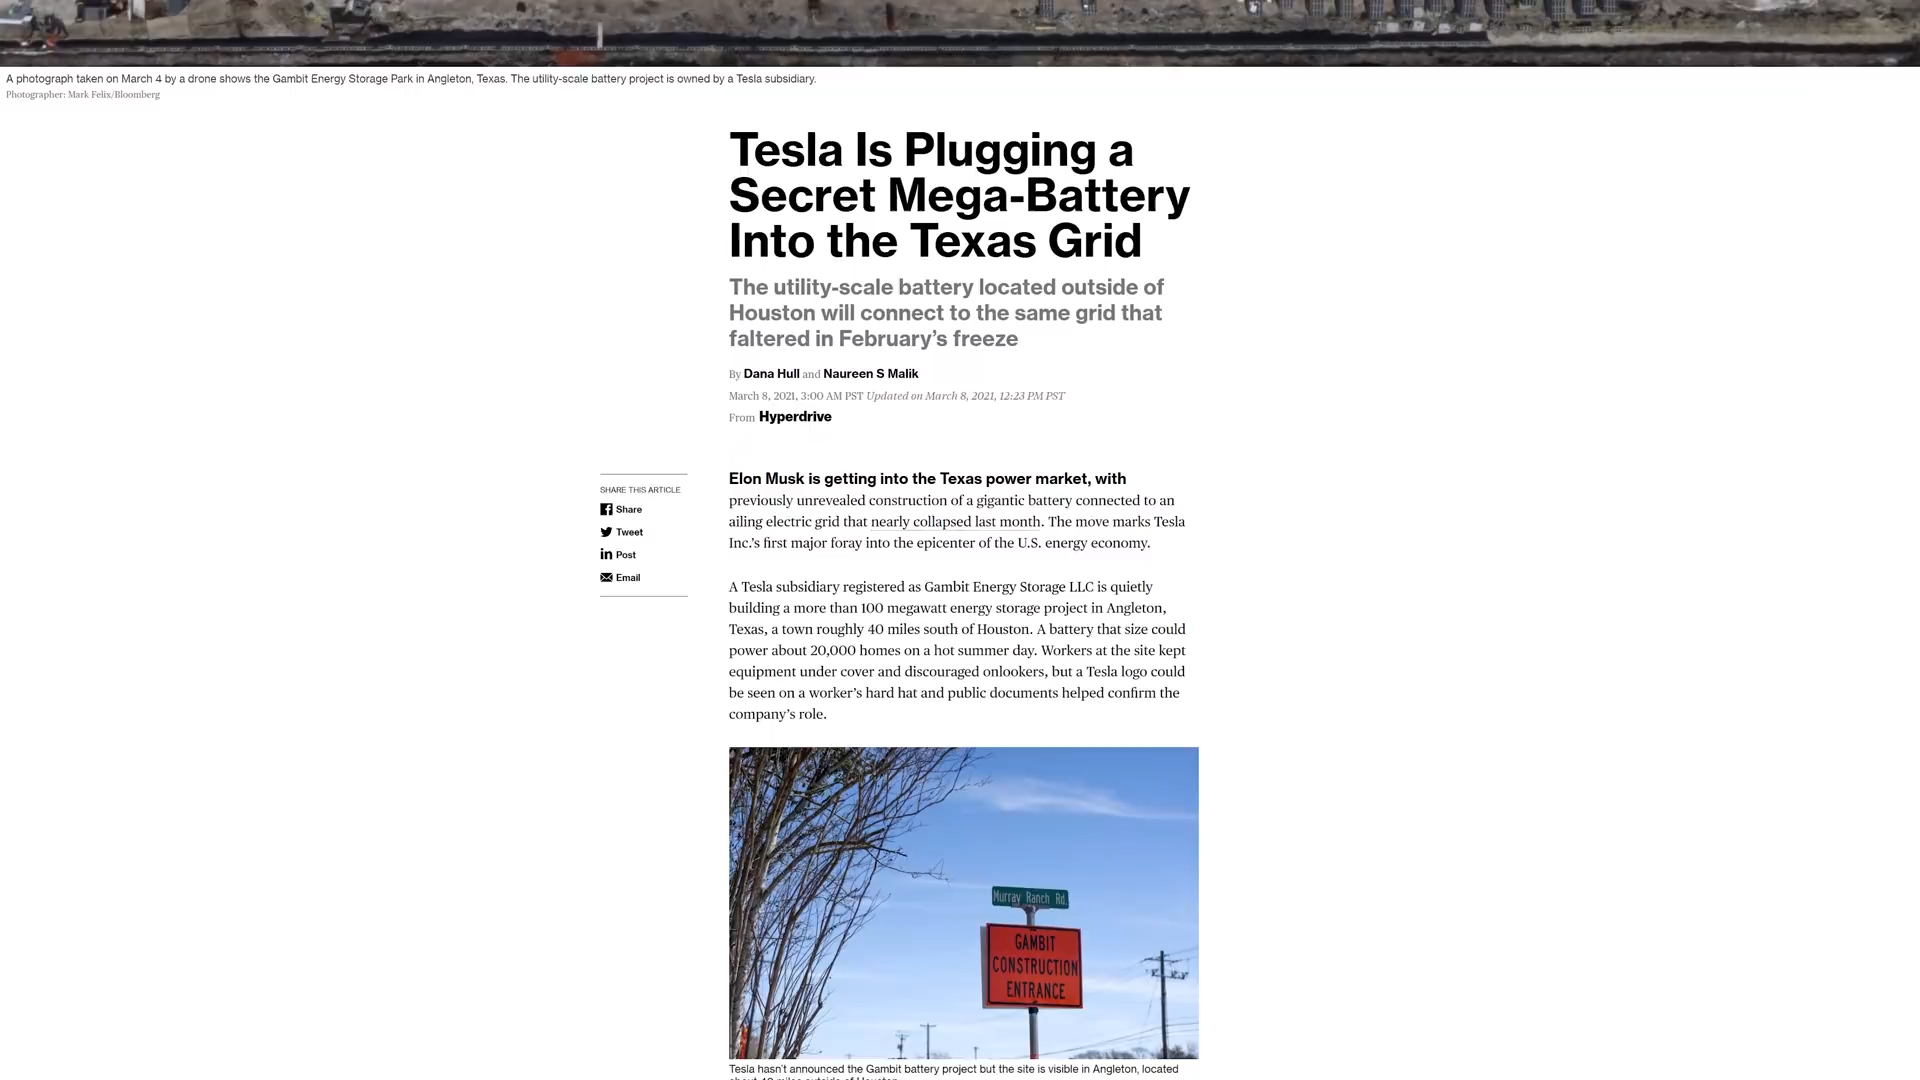 A photograph taken on March 4 by a drone shows the Gambit Energy Storage Park in Angleton, Texas. The utility-scale battery project is owned by a Tesla subsidiary.
Photographer: Mark Felix/Bloomberg
Tesla Is Plugging a
Secret Mega-Battery
Into the Texas Grid
The utility-scale battery located outside of
Houston will connect to the same grid that
faltered in February’s freeze
By Dana Hull and Naureen S Malik
March 8, 2021, 3:00 AM PST Updated on March 8, 2021, 12:23 PM PST
From Hyperdrive
SHARE THIS ARTICLE
Share
Tweet
Post
Email
Elon Musk is getting into the Texas power market, with
previously unrevealed construction of a gigantic battery connected to an
ailing electric grid that nearly collapsed last month. The move marks Tesla
Inc.’s first major foray into the epicenter of the U.S. energy economy.
A Tesla subsidiary registered as Gambit Energy Storage LLC is quietly
building a more than 100 megawatt energy storage project in Angleton,
Texas, a town roughly 40 miles south of Houston. A battery that size could
power about 20,000 homes on a hot summer day. Workers at the site kept
equipment under cover and discouraged onlookers, but a Tesla logo could
be seen on a worker’s hard hat and public documents helped confirm the
company’s role.
Murray Ranch Rd.
GAMBIT
CONSTRUCTION
ENTRANCE
Tesla hasn’t announced the Gambit battery project but the site is visible in Angleton, located
about 40 miles outside of Houston.